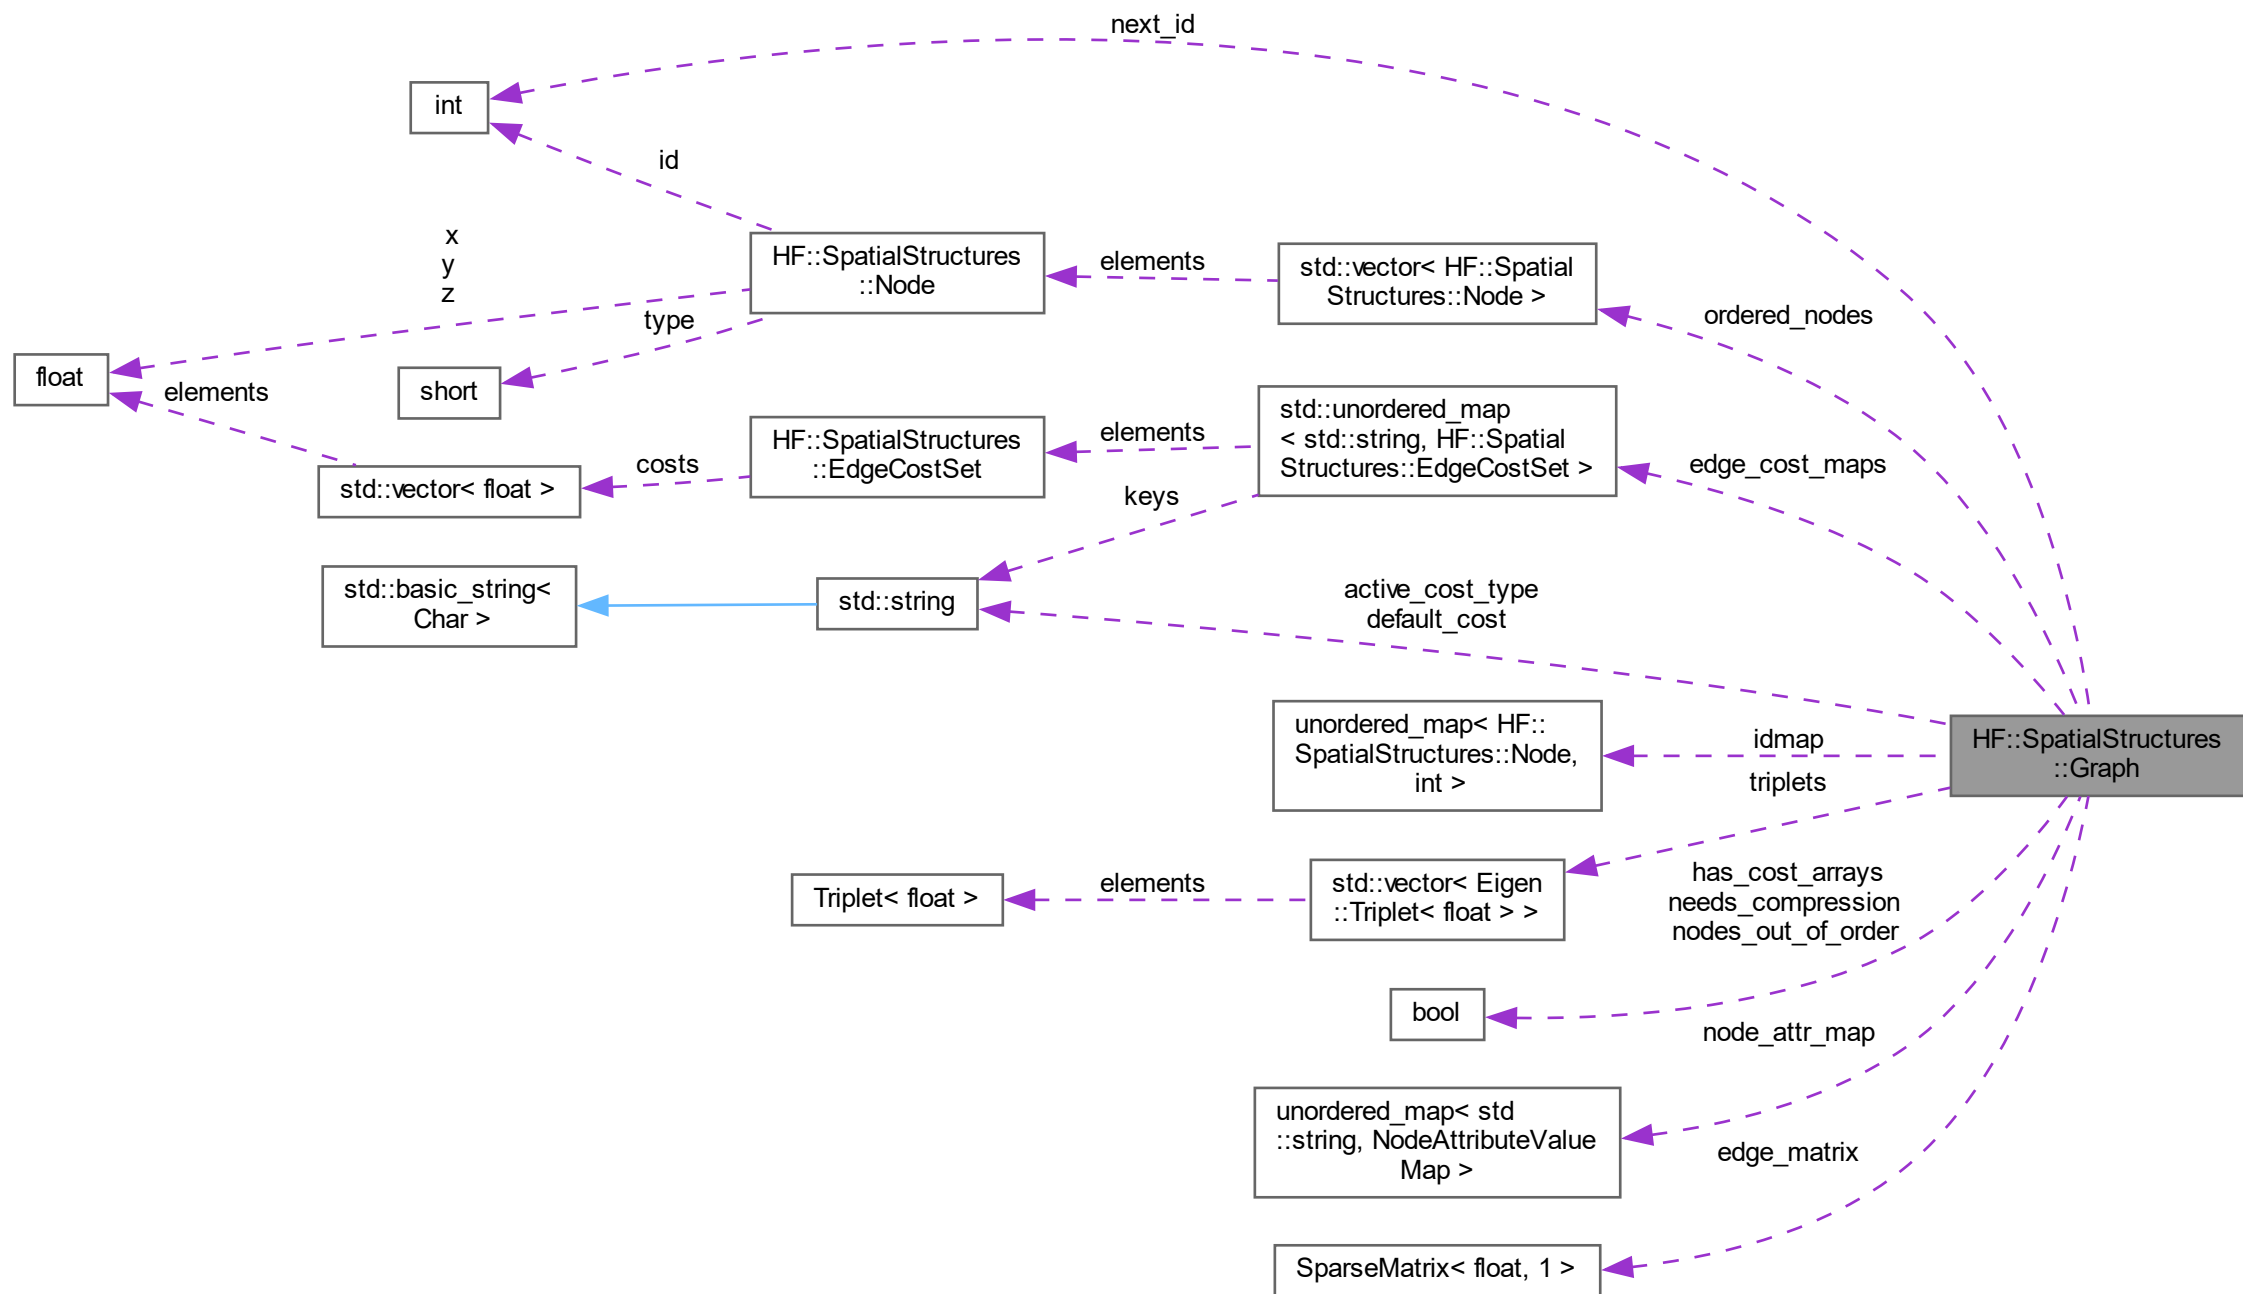 next_id
int
id
x
y
z
HF::SpatialStructures
::Node
elements
std::vector< HF::Spatial
Structures::Node >
ordered_nodes
type
float
short
elements
std::unordered_map
< std::string, HF::Spatial
Structures::EdgeCostSet >
elements
HF::SpatialStructures
::EdgeCostSet
costs
std::vector< float >
edge_cost_maps
keys
std::basic_string<
Char >
std::string
active_cost_type
default_cost
unordered_map< HF::
SpatialStructures::Node,
int >
idmap
HF::SpatialStructures
::Graph
triplets
Triplet< float >
elements
std::vector< Eigen
::Triplet< float > >
has_cost_arrays
needs_compression
nodes_out_of_order
bool
node_attr_map
unordered_map< std
::string, NodeAttributeValue
Map >
edge_matrix
SparseMatrix< float, 1 >